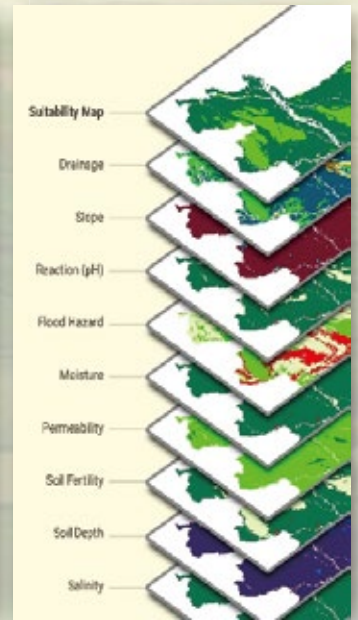 Suitability Map
Drainage
Slope
Reaction (pH)
Flood Hazard
Moisture
Permeability
Soil Fertility
Soil Depth
Salinity